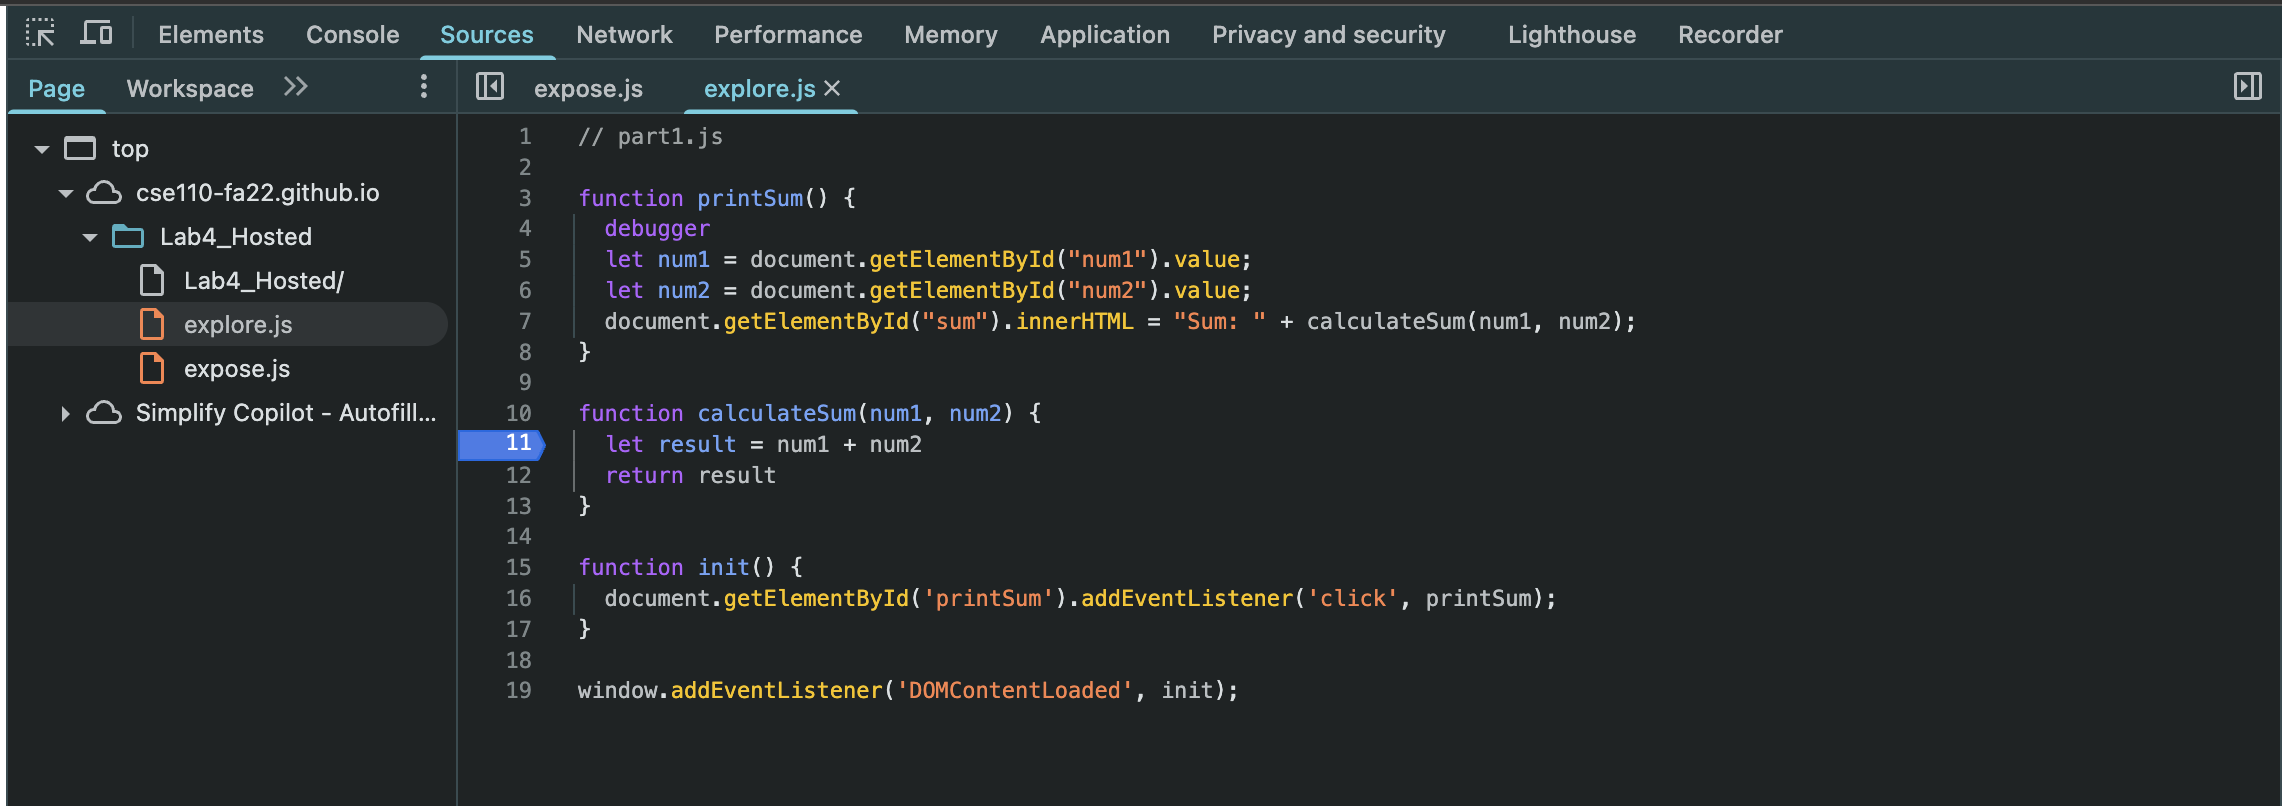 Elements Console Sources Network Performance Memory Application Privacy and security Lighthouse Recorder
Page Workspace expose.js explore.js
top
cse110-fa22.github.io
Lab4_Hosted
Lab4_Hosted/
explore.js
expose.js
Simplify Copilot - Autofill...
1 // part1.js
2
3 function printSum() {
4   debugger
5   let num1 = document.getElementById("num1").value;
6   let num2 = document.getElementById("num2").value;
7   document.getElementById("sum").innerHTML = "Sum: " + calculateSum(num1, num2);
8 }
9
10 function calculateSum(num1, num2) {
11   let result = num1 + num2
12   return result
13 }
14
15 function init() {
16   document.getElementById('printSum').addEventListener('click', printSum);
17 }
18
19 window.addEventListener('DOMContentLoaded', init);